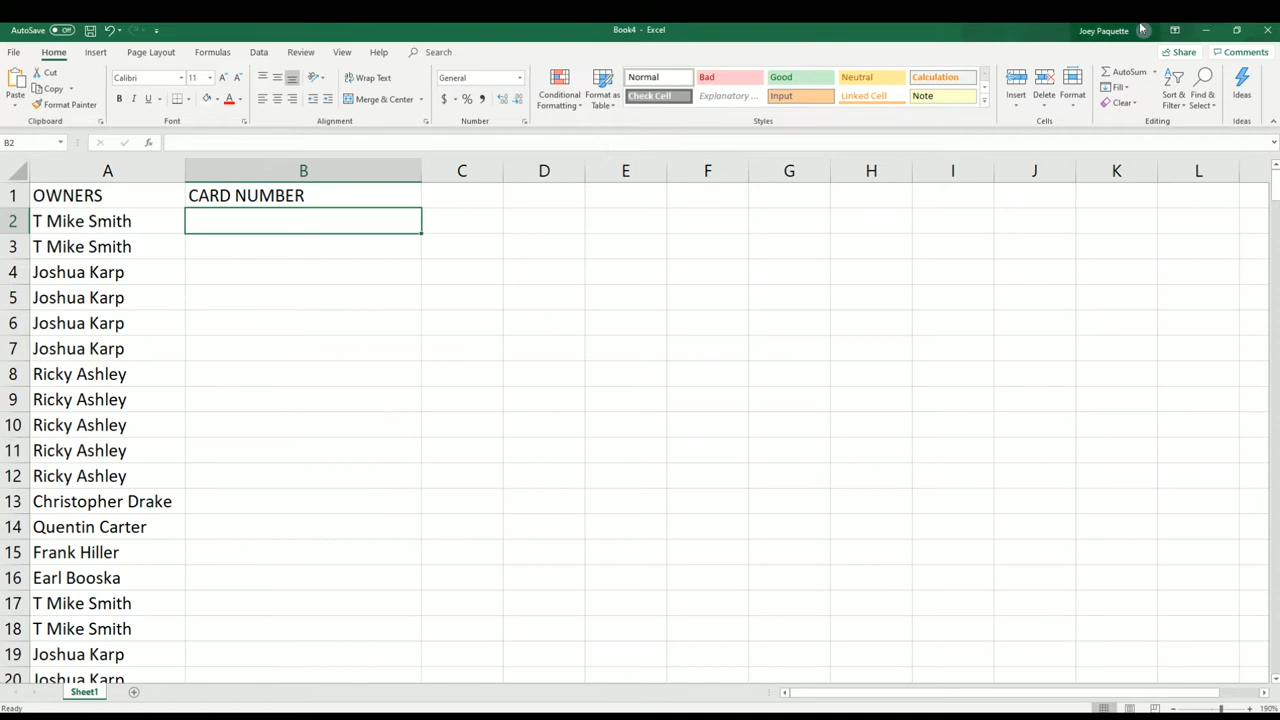 AutoSave Off
Book4 - Excel
Joey Paquette
File Home Insert Page Layout Formulas Data Review View Help Search
Share Comments
Paste
Cut
Copy
Format Painter
Clipboard
Calibri 11
B I U
Font
Wrap Text
Merge & Center
Alignment
General
$ % ,
Number
Conditional Formatting
Format as Table
Normal Bad Good Neutral Calculation
Check Cell Explanatory ... Input Linked Cell Note
Styles
Insert Delete Format
Cells
AutoSum
Fill
Clear
Sort & Filter
Find & Select
Editing
Ideas
Ideas
B2
fx
A B C D E F G H I J K L
1 OWNERS CARD NUMBER
2 T Mike Smith
3 T Mike Smith
4 Joshua Karp
5 Joshua Karp
6 Joshua Karp
7 Joshua Karp
8 Ricky Ashley
9 Ricky Ashley
10 Ricky Ashley
11 Ricky Ashley
12 Ricky Ashley
13 Christopher Drake
14 Quentin Carter
15 Frank Hiller
16 Earl Booska
17 T Mike Smith
18 T Mike Smith
19 Joshua Karp
20 Joshua Karp
Sheet1
Ready
190%